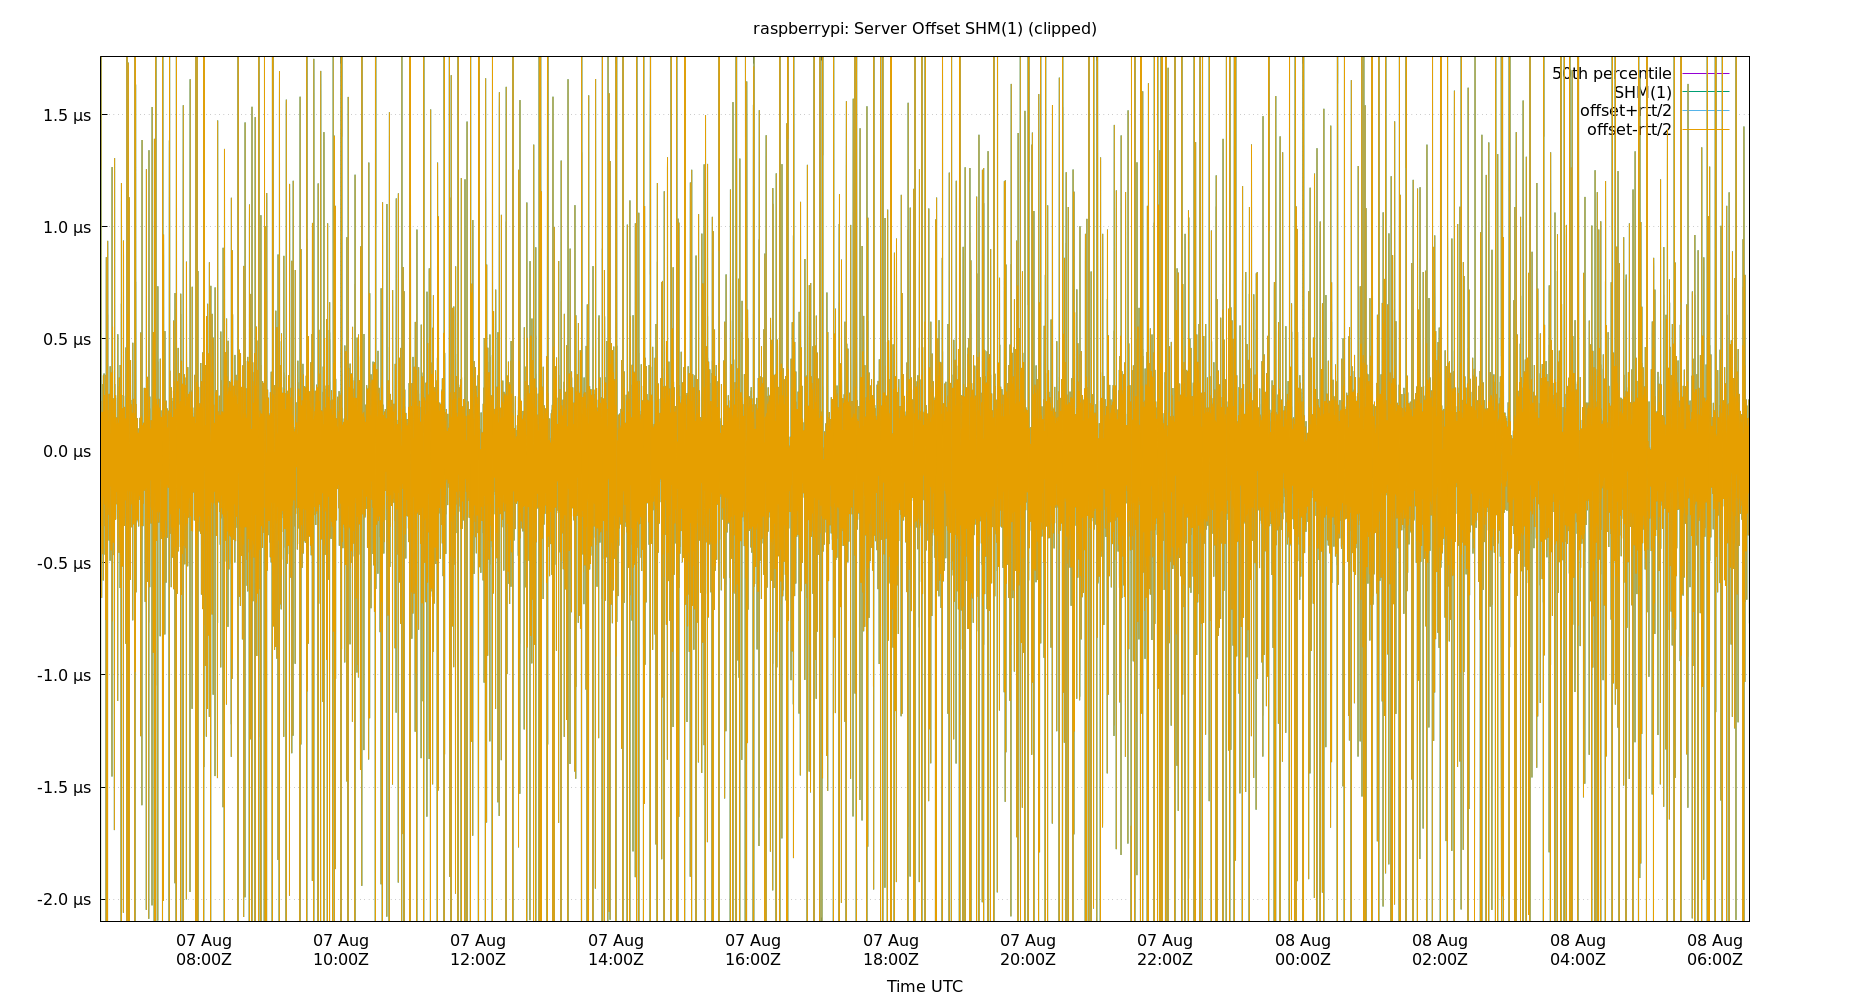 raspberrypi: Server Offset SHM(1) (clipped)
50th percentile
SHM(1)
offset+rtt/2
offset-rtt/2
1.5 µs
1.0 µs
0.5 µs
0.0 µs
-0.5 µs
-1.0 µs
-1.5 µs
-2.0 µs
07 Aug 07 Aug 07 Aug 07 Aug 07 Aug 07 Aug 07 Aug 07 Aug 08 Aug 08 Aug 08 Aug 08 Aug
08:00Z 10:00Z 12:00Z 14:00Z 16:00Z 18:00Z 20:00Z 22:00Z 00:00Z 02:00Z 04:00Z 06:00Z
Time UTC